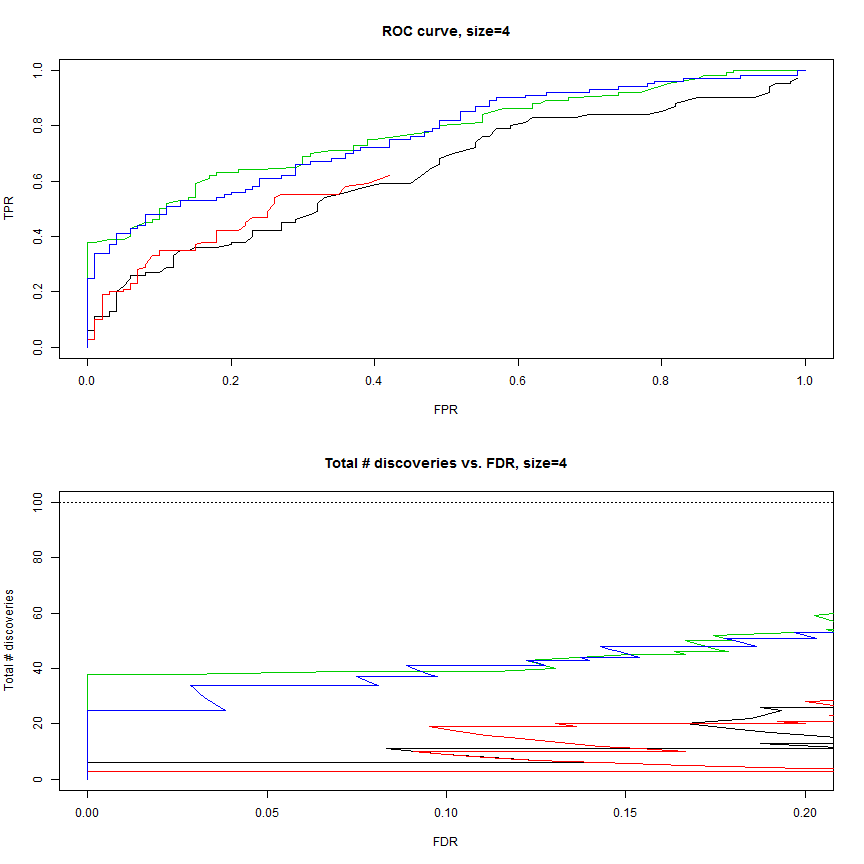 ROC curve, size=4
TPR
0.0 0.2 0.4 0.6 0.8 1.0
0.0 0.2 0.4 0.6 0.8 1.0
FPR
Total # discoveries vs. FDR, size=4
Total # discoveries
0 20 40 60 80 100
0.00 0.05 0.10 0.15 0.20
FDR